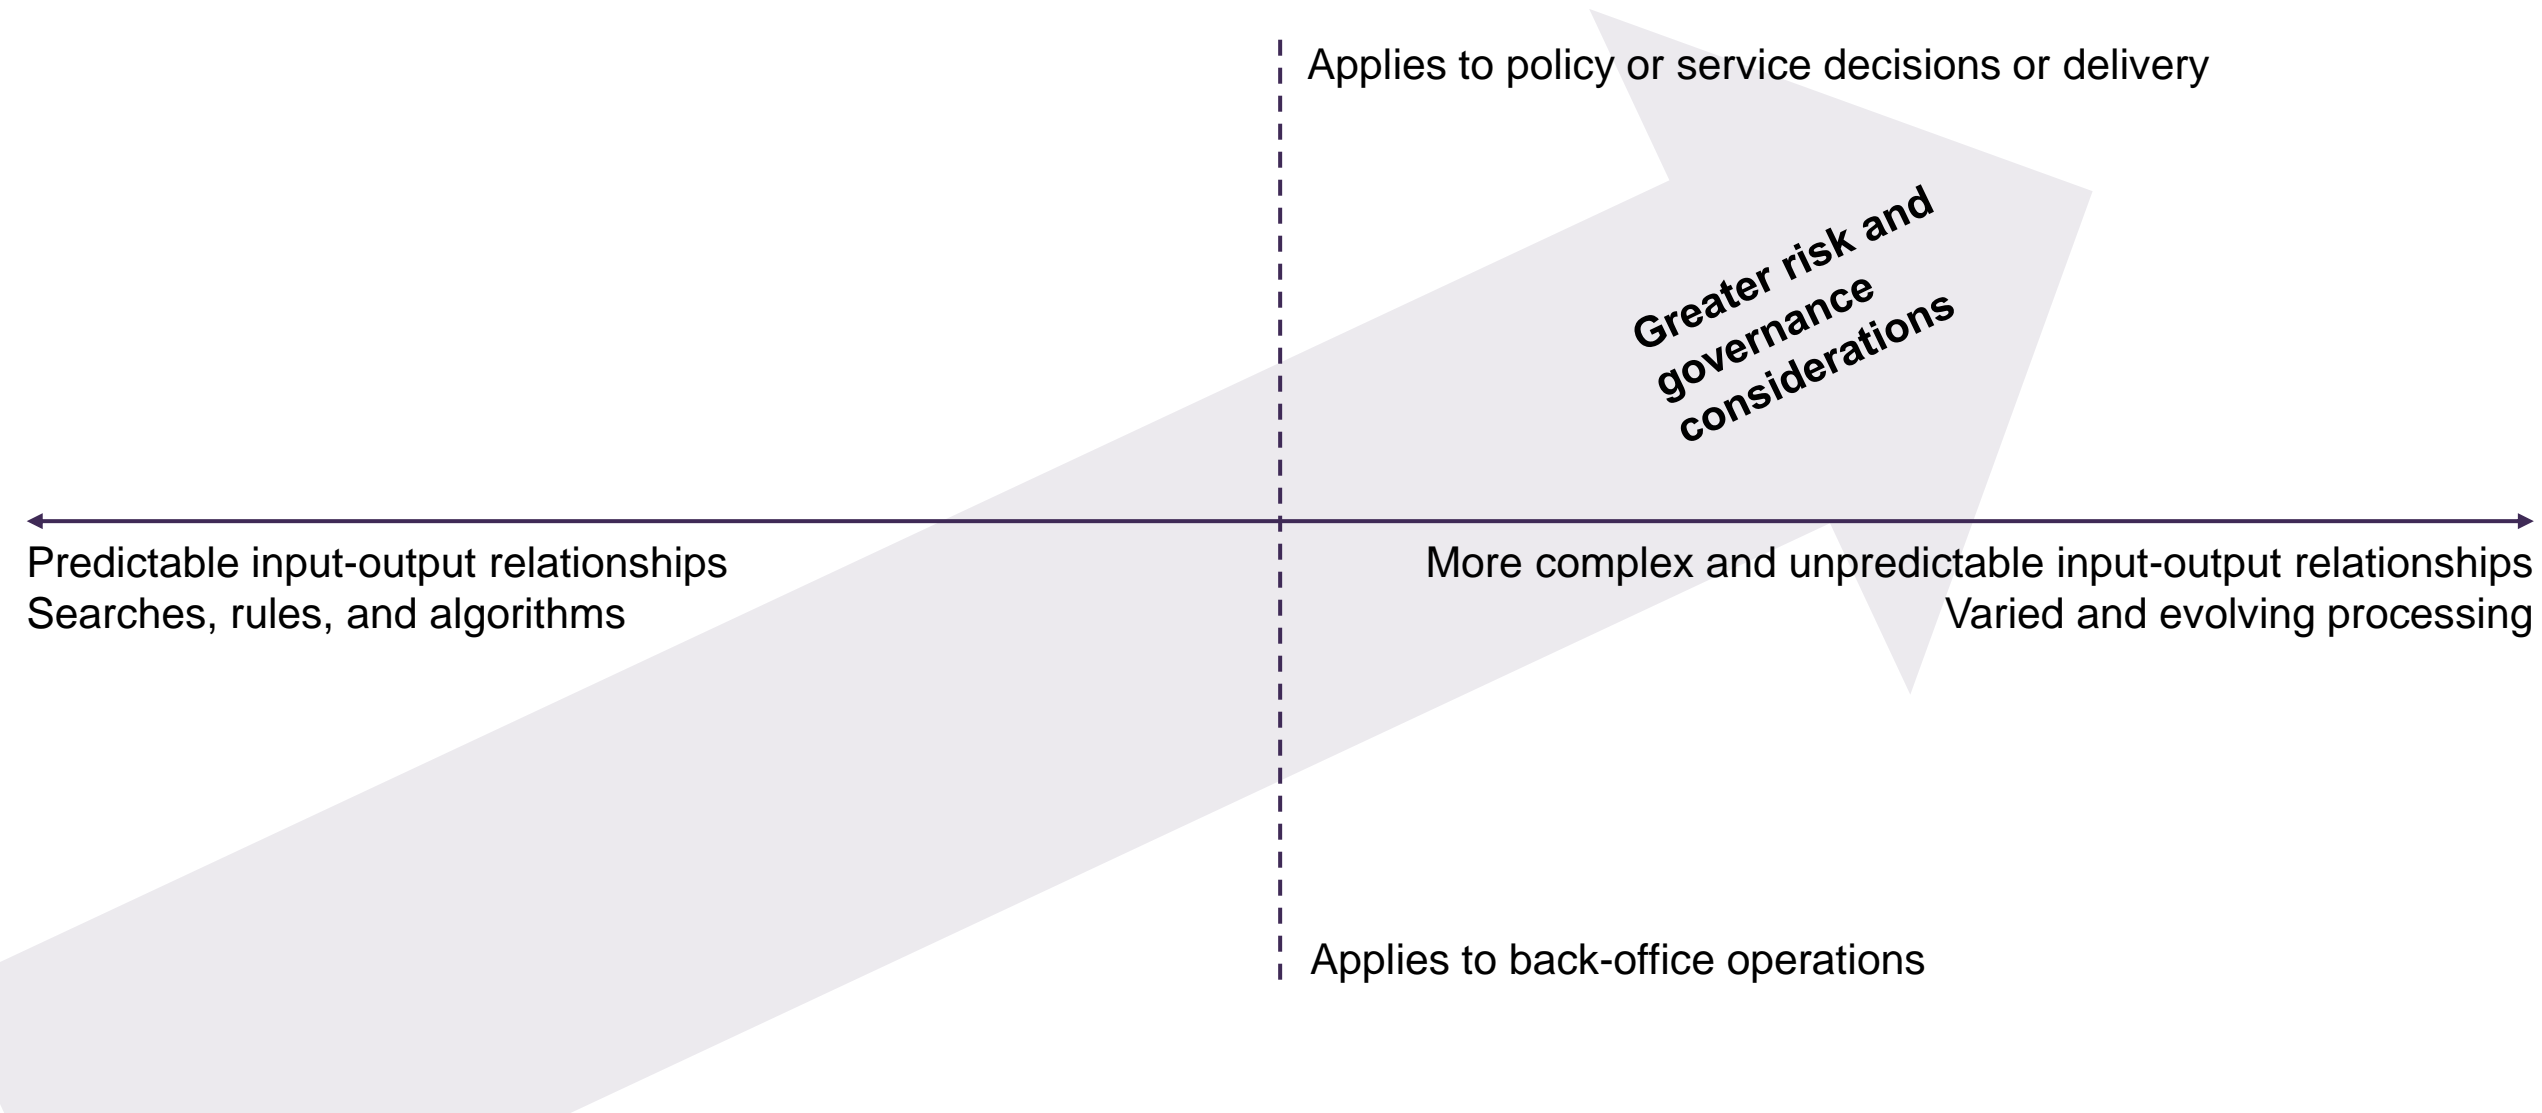 Applies to policy or service decisions or delivery
Greater risk and
governance
considerations
Predictable input-output relationships
Searches, rules, and algorithms
More complex and unpredictable input-output relationships
Varied and evolving processing
Applies to back-office operations